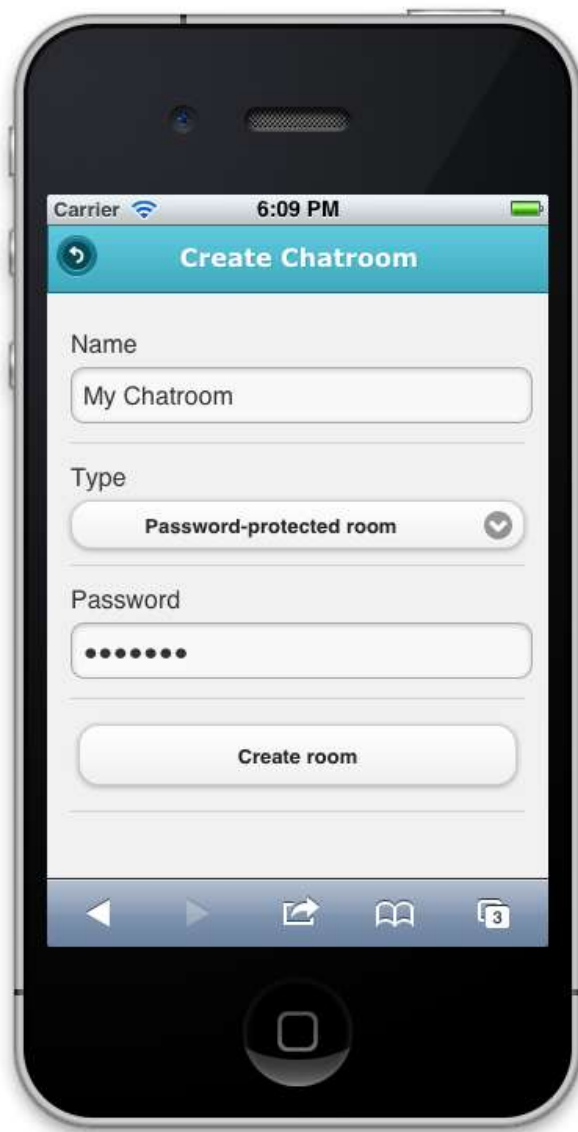 Carrier 6:09 PM
Create Chatroom
Name
My Chatroom
Type
Password-protected room
Password
•••••••
Create room
3